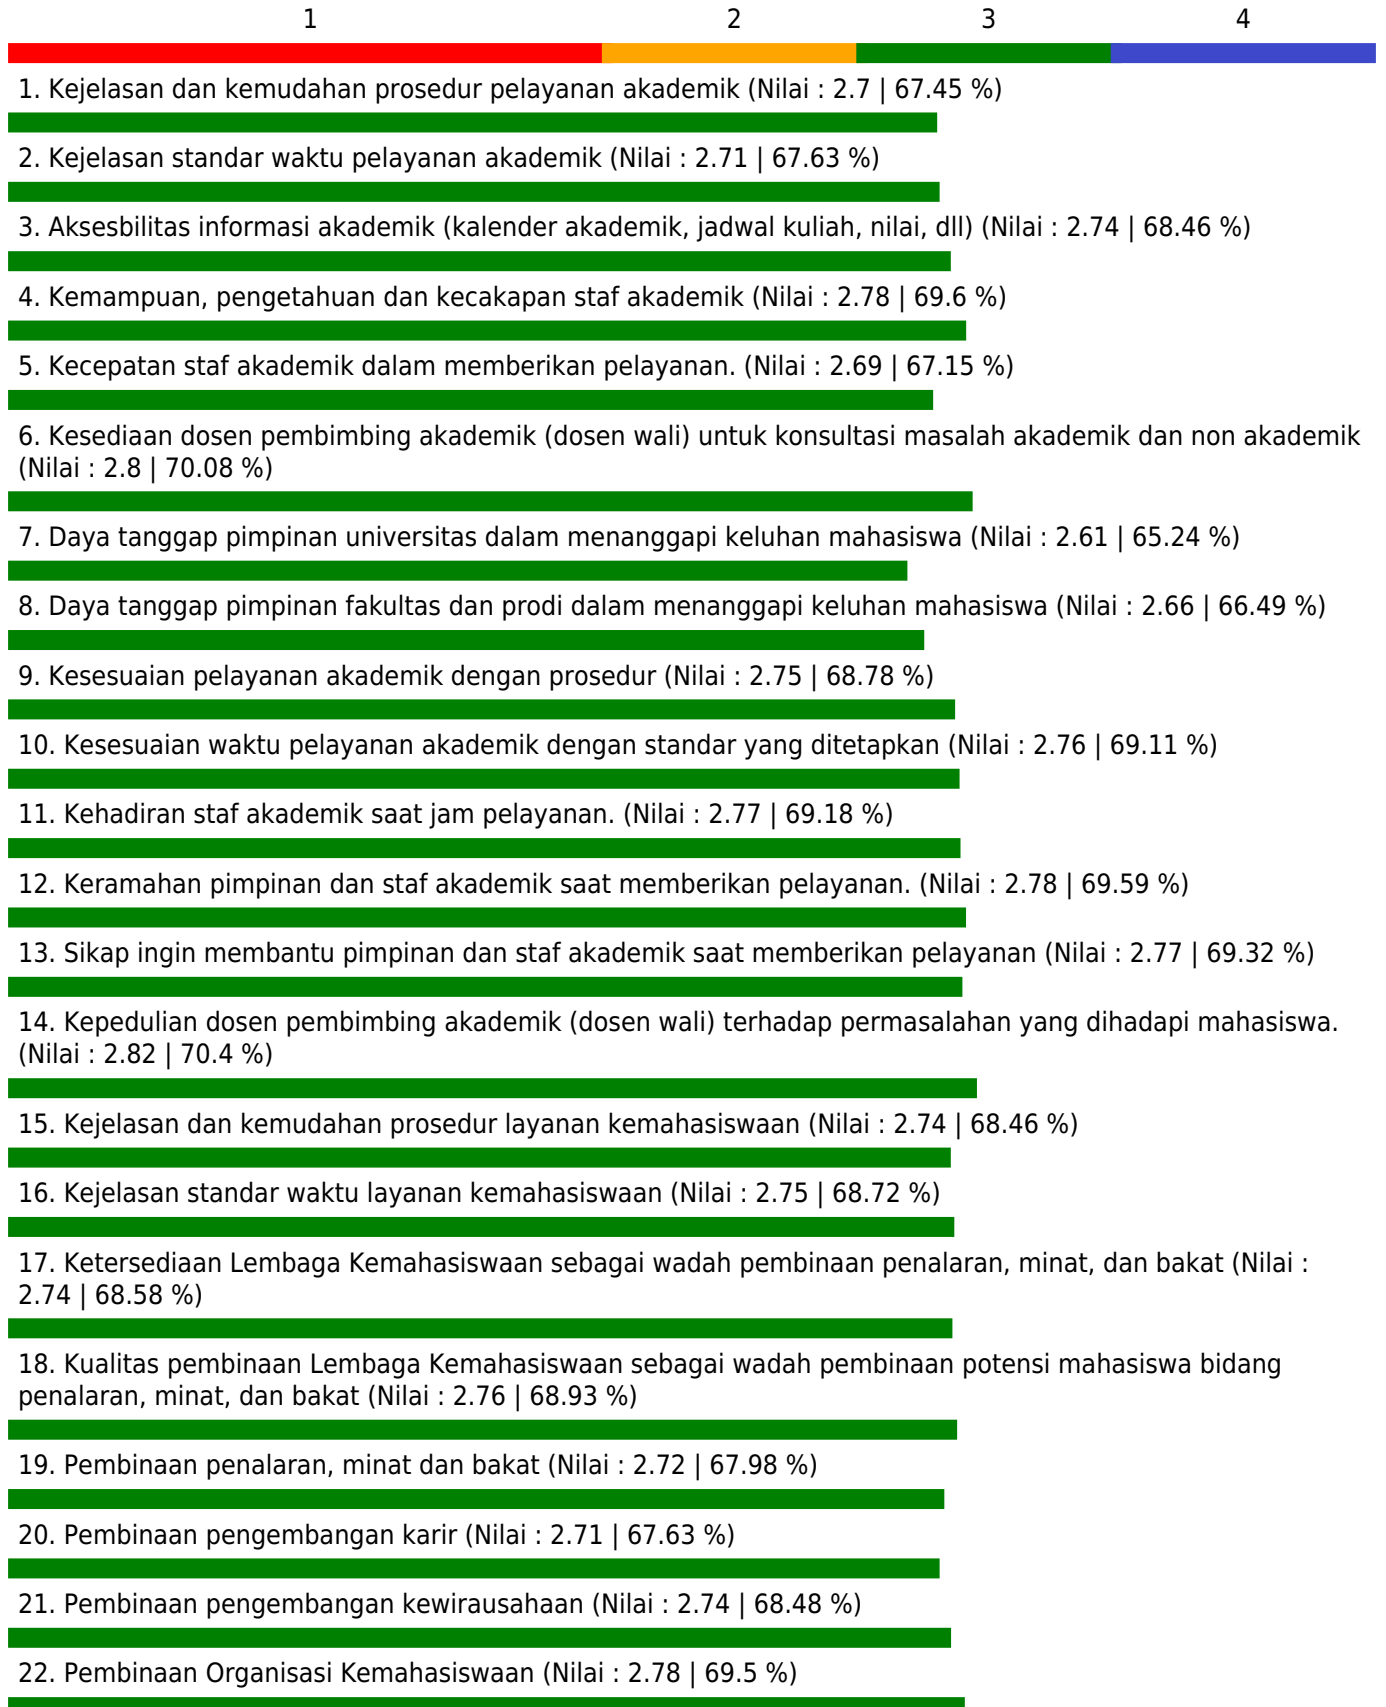 1 2 3 4
1. Kejelasan dan kemudahan prosedur pelayanan akademik (Nilai : 2.7 | 67.45 %)
2. Kejelasan standar waktu pelayanan akademik (Nilai : 2.71 | 67.63 %)
3. Aksesbilitas informasi akademik (kalender akademik, jadwal kuliah, nilai, dll) (Nilai : 2.74 | 68.46 %)
4. Kemampuan, pengetahuan dan kecakapan staf akademik (Nilai : 2.78 | 69.6 %)
5. Kecepatan staf akademik dalam memberikan pelayanan. (Nilai : 2.69 | 67.15 %)
6. Kesediaan dosen pembimbing akademik (dosen wali) untuk konsultasi masalah akademik dan non akademik
(Nilai : 2.8 | 70.08 %)
7. Daya tanggap pimpinan universitas dalam menanggapi keluhan mahasiswa (Nilai : 2.61 | 65.24 %)
8. Daya tanggap pimpinan fakultas dan prodi dalam menanggapi keluhan mahasiswa (Nilai : 2.66 | 66.49 %)
9. Kesesuaian pelayanan akademik dengan prosedur (Nilai : 2.75 | 68.78 %)
10. Kesesuaian waktu pelayanan akademik dengan standar yang ditetapkan (Nilai : 2.76 | 69.11 %)
11. Kehadiran staf akademik saat jam pelayanan. (Nilai : 2.77 | 69.18 %)
12. Keramahan pimpinan dan staf akademik saat memberikan pelayanan. (Nilai : 2.78 | 69.59 %)
13. Sikap ingin membantu pimpinan dan staf akademik saat memberikan pelayanan (Nilai : 2.77 | 69.32 %)
14. Kepedulian dosen pembimbing akademik (dosen wali) terhadap permasalahan yang dihadapi mahasiswa.
(Nilai : 2.82 | 70.4 %)
15. Kejelasan dan kemudahan prosedur layanan kemahasiswaan (Nilai : 2.74 | 68.46 %)
16. Kejelasan standar waktu layanan kemahasiswaan (Nilai : 2.75 | 68.72 %)
17. Ketersediaan Lembaga Kemahasiswaan sebagai wadah pembinaan penalaran, minat, dan bakat (Nilai :
2.74 | 68.58 %)
18. Kualitas pembinaan Lembaga Kemahasiswaan sebagai wadah pembinaan potensi mahasiswa bidang
penalaran, minat, dan bakat (Nilai : 2.76 | 68.93 %)
19. Pembinaan penalaran, minat dan bakat (Nilai : 2.72 | 67.98 %)
20. Pembinaan pengembangan karir (Nilai : 2.71 | 67.63 %)
21. Pembinaan pengembangan kewirausahaan (Nilai : 2.74 | 68.48 %)
22. Pembinaan Organisasi Kemahasiswaan (Nilai : 2.78 | 69.5 %)